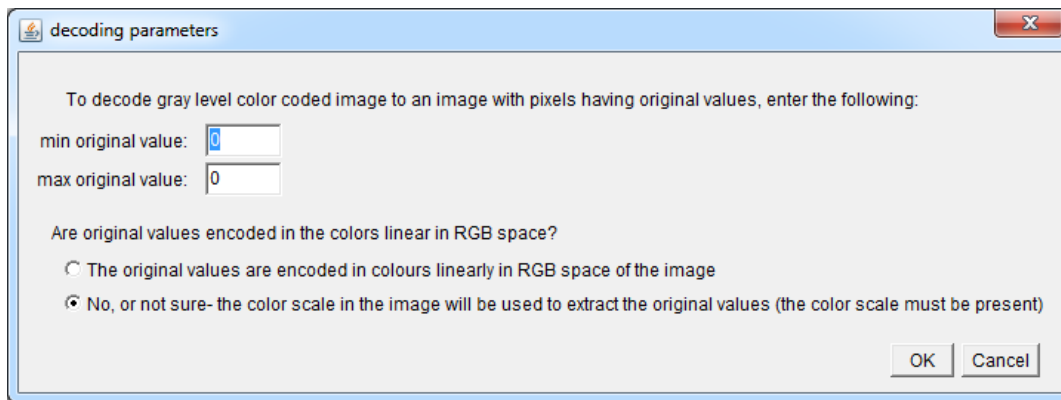 decoding parameters
To decode gray level color coded image to an image with pixels having original values, enter the following:
min original value: 0
max original value: 0
Are original values encoded in the colors linear in RGB space?
The original values are encoded in colours linearly in RGB space of the image
No, or not sure- the color scale in the image will be used to extract the original values (the color scale must be present)
OK Cancel